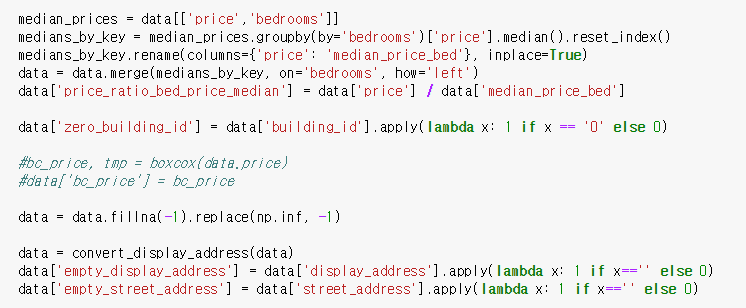 median_prices = data[['price','bedrooms']]
medians_by_key = median_prices.groupby(by='bedrooms')['price'].median().reset_index()
medians_by_key.rename(columns={'price': 'median_price_bed'}, inplace=True)
data = data.merge(medians_by_key, on='bedrooms', how='left')
data['price_ratio_bed_price_median'] = data['price'] / data['median_price_bed']
data['zero_building_id'] = data['building_id'].apply(lambda x: 1 if x == '0' else 0)
#bc_price, tmp = boxcox(data.price)
#data['bc_price'] = bc_price
data = data.fillna(-1).replace(np.inf, -1)
data = convert_display_address(data)
data['empty_display_address'] = data['display_address'].apply(lambda x: 1 if x=='' else 0)
data['empty_street_address'] = data['street_address'].apply(lambda x: 1 if x=='' else 0)